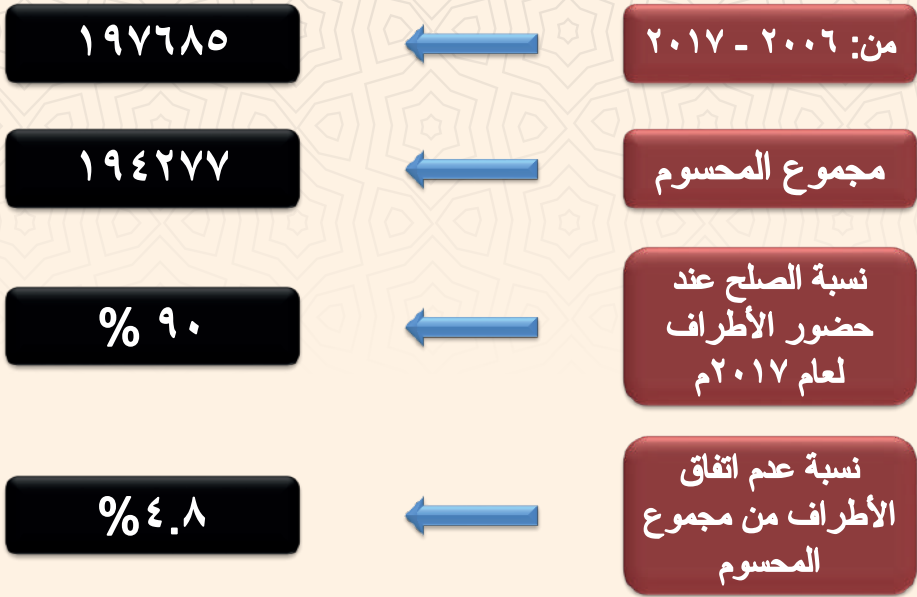 من: ٢٠٠٦ - ٢٠١٧
١٩٧٦٨٥
مجموع المحسوم
١٩٤٢٧٧
نسبة الصلح عند
حضور الأطراف
لعام ٢٠١٧م
٩٠ %
نسبة عدم اتفاق
الأطراف من مجموع
المحسوم
%٤.٨